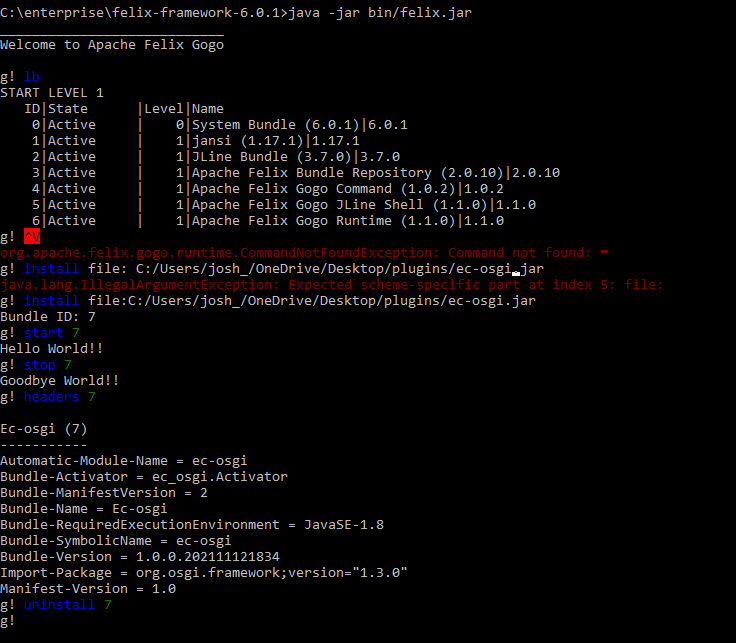 C:\enterprise\felix-framework-6.0.1>java -jar bin/felix.jar
____________________________
Welcome to Apache Felix Gogo
g! lb
START LEVEL 1
   ID|State      |Level|Name
    0|Active     |    0|System Bundle (6.0.1)|6.0.1
    1|Active     |    1|jansi (1.17.1)|1.17.1
    2|Active     |    1|JLine Bundle (3.7.0)|3.7.0
    3|Active     |    1|Apache Felix Bundle Repository (2.0.10)|2.0.10
    4|Active     |    1|Apache Felix Gogo Command (1.0.2)|1.0.2
    5|Active     |    1|Apache Felix Gogo JLine Shell (1.1.0)|1.1.0
    6|Active     |    1|Apache Felix Gogo Runtime (1.1.0)|1.1.0
g! ^V
org.apache.felix.gogo.runtime.CommandNotFoundException: Command not found:
g! install file: C:/Users/josh_/OneDrive/Desktop/plugins/ec-osgi.jar
java.lang.IllegalArgumentException: Expected scheme-specific part at index 5: file:
g! install file:C:/Users/josh_/OneDrive/Desktop/plugins/ec-osgi.jar
Bundle ID: 7
g! start 7
Hello World!!
g! stop 7
Goodbye World!!
g! headers 7
Ec-osgi (7)
-----------
Automatic-Module-Name = ec-osgi
Bundle-Activator = ec_osgi.Activator
Bundle-ManifestVersion = 2
Bundle-Name = Ec-osgi
Bundle-RequiredExecutionEnvironment = JavaSE-1.8
Bundle-SymbolicName = ec-osgi
Bundle-Version = 1.0.0.202111121834
Import-Package = org.osgi.framework;version="1.3.0"
Manifest-Version = 1.0
g! uninstall 7
g!